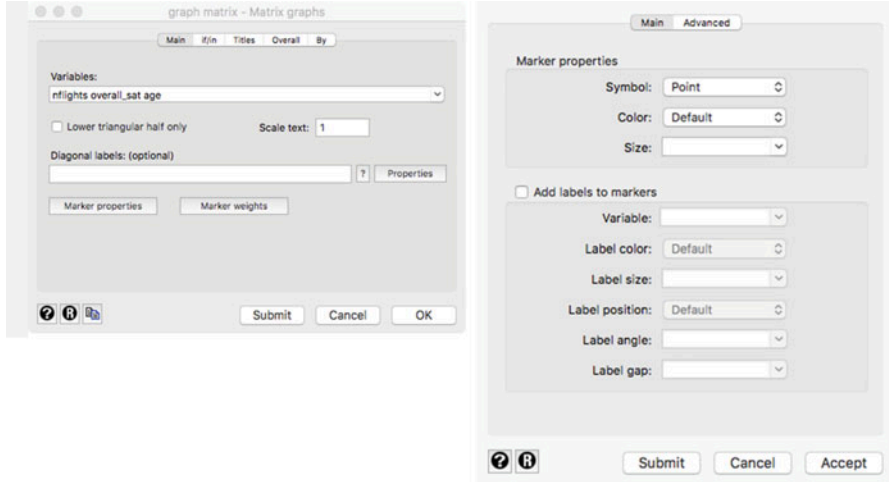 graph matrix - Matrix graphs
Main if/in Titles Overall By
Variables:
nflights overall_sat age
Lower triangular half only Scale text: 1
Diagonal labels: (optional)
? Properties
Marker properties Marker weights
? R Submit Cancel OK
Main Advanced
Marker properties
Symbol: Point
Color: Default
Size:
Add labels to markers
Variable:
Label color: Default
Label size:
Label position: Default
Label angle:
Label gap:
? R Submit Cancel Accept